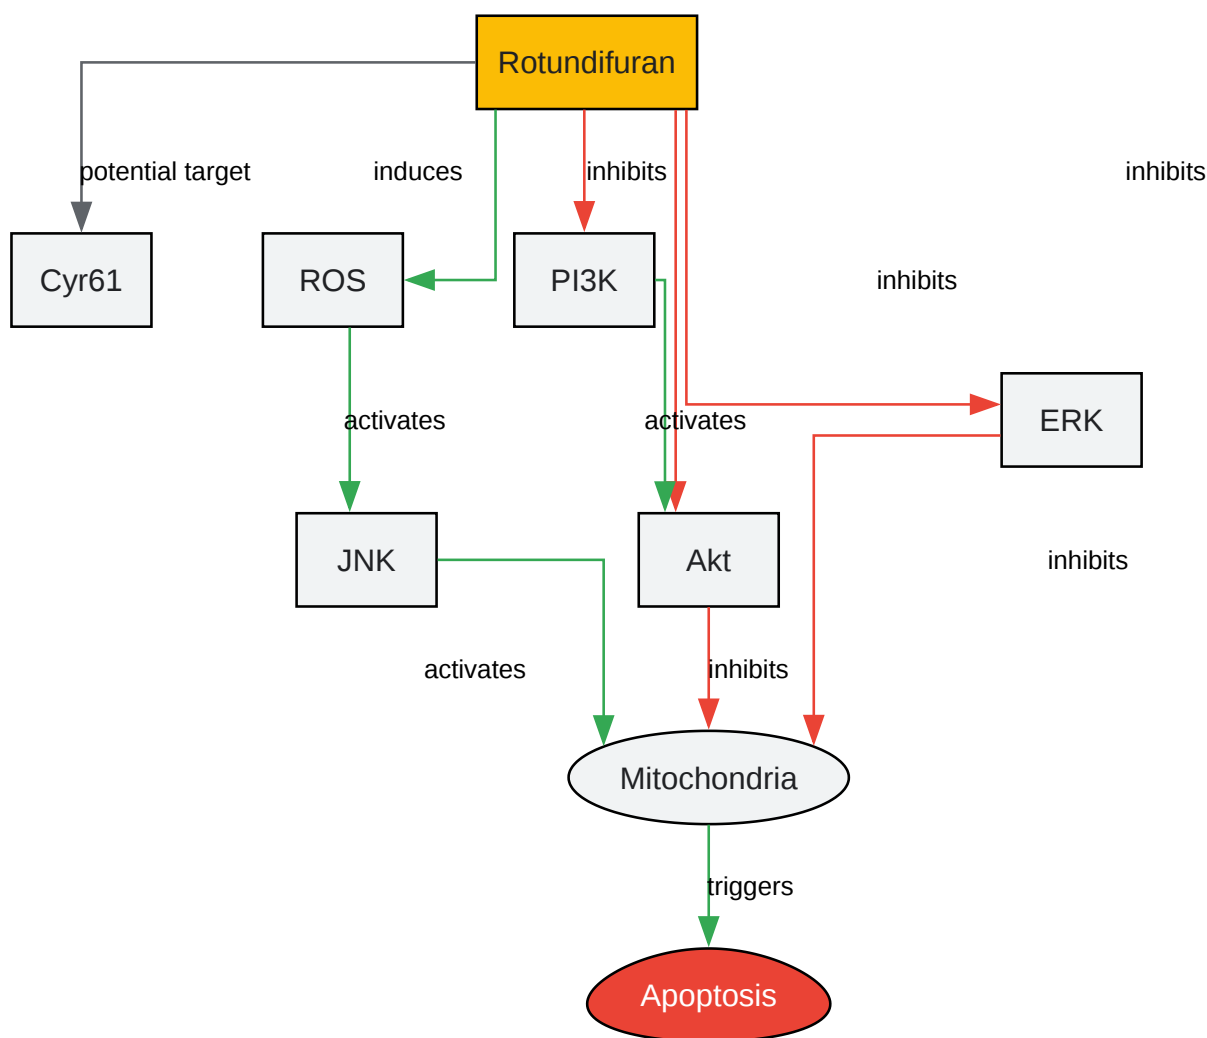 Rotundifuran
potential target
induces
inhibits
inhibits
Cyr61
ROS
PI3K
inhibits
activates
activates
ERK
JNK
Akt
inhibits
activates
inhibits
Mitochondria
triggers
Apoptosis